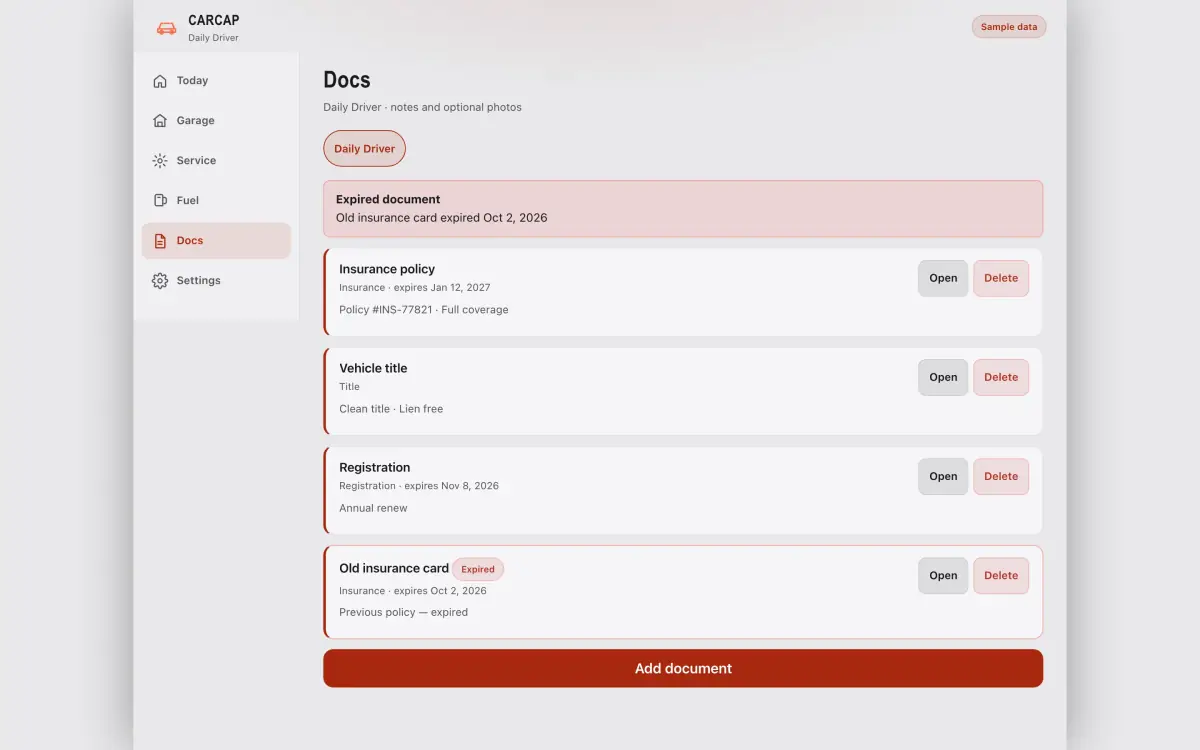 CARCAP
Daily Driver
Sample data
Today
Garage
Service
Fuel
Docs
Settings
Docs
Daily Driver · notes and optional photos
Daily Driver
Expired document
Old insurance card expired Oct 2, 2026
Insurance policy
Insurance · expires Jan 12, 2027
Policy #INS-77821 · Full coverage
Open
Delete
Vehicle title
Title
Clean title · Lien free
Open
Delete
Registration
Registration · expires Nov 8, 2026
Annual renew
Open
Delete
Old insurance card Expired
Insurance · expires Oct 2, 2026
Previous policy — expired
Open
Delete
Add document